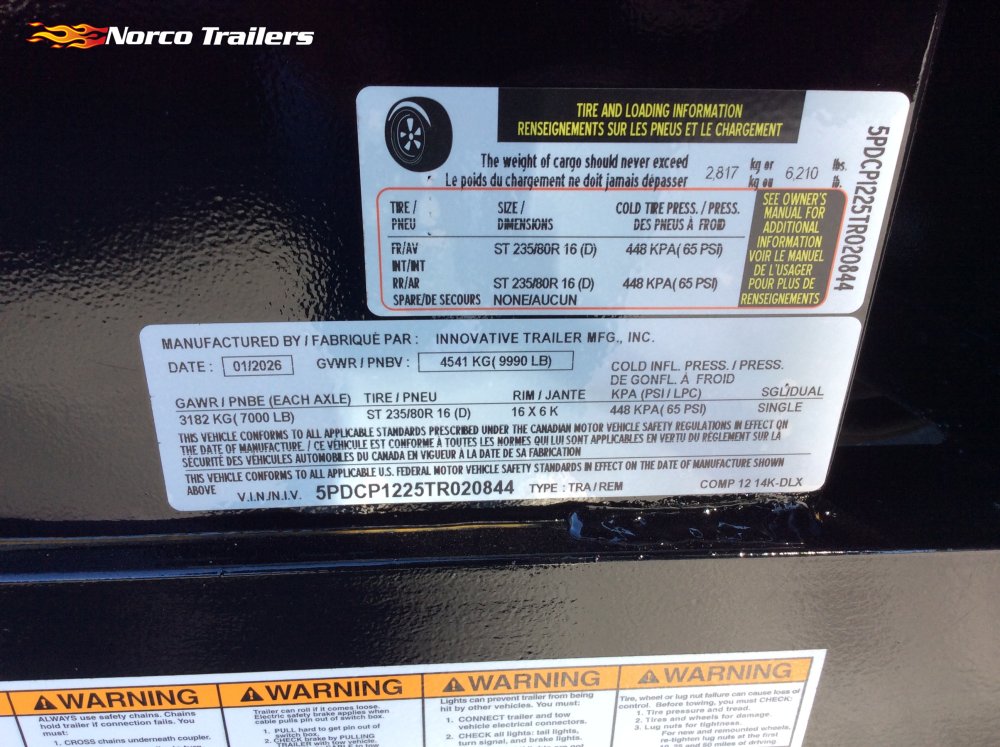 Norco Trailers
TIRE AND LOADING INFORMATION
RENSEIGNEMENTS SUR LES PNEUS ET LE CHARGEMENT
The weight of cargo should never exceed
Le poids du chargement ne doit jamais dépasser
2,817 kg or 6,210 lbs.
kg ou lb.
5PDCP1225TR020844
TIRE / SIZE / COLD TIRE PRESS. / PRESS.
PNEU DIMENSIONS DES PNEUS À FROID
FR/AV ST 235/80R 16 (D) 448 KPA( 65 PSI)
INT/INT
RR/AR ST 235/80R 16 (D) 448 KPA( 65 PSI)
SPARE/DE SECOURS NONE/AUCUN
SEE OWNER'S
MANUAL FOR
ADDITIONAL
INFORMATION
VOIR LE MANUEL
DE L'USAGER
POUR PLUS DE
RENSEIGNEMENTS
MANUFACTURED BY / FABRIQUÉ PAR : INNOVATIVE TRAILER MFG., INC.
DATE : 01/2026 GVWR / PNBV : 4541 KG( 9990 LB)
COLD INFL. PRESS. / PRESS.
DE GONFL. À FROID
GAWR / PNBE (EACH AXLE) TIRE / PNEU RIM / JANTE KPA (PSI / LPC) SGL/DUAL
3182 KG( 7000 LB) ST 235/80R 16 (D) 16 X 6 K 448 KPA( 65 PSI) SINGLE
THIS VEHICLE CONFORMS TO ALL APPLICABLE STANDARDS PRESCRIBED UNDER THE CANADIAN MOTOR VEHICLE SAFETY REGULATIONS IN EFFECT ON
THE DATE OF MANUFACTURE. / CE VÉHICULE EST CONFORME À TOUTES LES NORMES QUI LUI SONT APPLICABLES EN VERTU DU RÈGLEMENT SUR LA
SÉCURITÉ DES VÉHICULES AUTOMOBILES DU CANADA EN VIGUEUR À LA DATE DE SA FABRICATION
THIS VEHICLE CONFORMS TO ALL APPLICABLE U.S. FEDERAL MOTOR VEHICLE SAFETY STANDARDS IN EFFECT ON THE DATE OF MANUFACTURE SHOWN
ABOVE
V.I.N./N.I.V. 5PDCP1225TR020844 TYPE : TRA / REM COMP 12 14K-DLX
WARNING
ALWAYS use safety chains. Chains
hold trailer if connection fails. You
must:
1. CROSS chains underneath coupler.
WARNING
Trailer can roll if it comes loose.
Electric safety brake applies when
cable pulls pin out of switch box.
1. PULL hard to get pin out of
switch box.
2. CHECK brake by PULLING
WARNING
Lights can prevent trailer from being
hit by other vehicles. You must:
1. CONNECT trailer and tow
vehicle electrical connectors.
2. CHECK all lights: tail lights,
turn signal, and brake lights.
WARNING
Tire, wheel or lug nut failure can cause loss of
control. Before towing, you must CHECK:
1. Tire pressure and tread.
2. Tires and wheels for damage.
3. Lug nuts for tightness.
For new and remounted wheels,
re-tighten lug nuts at the first